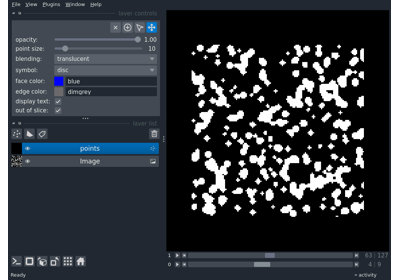 File View Plugins Window Help
layer controls
opacity: 1.00
point size: 10
blending: translucent
symbol: disc
face color: blue
edge color: dimgrey
display text:
out of slice:
layer list
points
Image
1 63 127
0 4 9
Ready activity